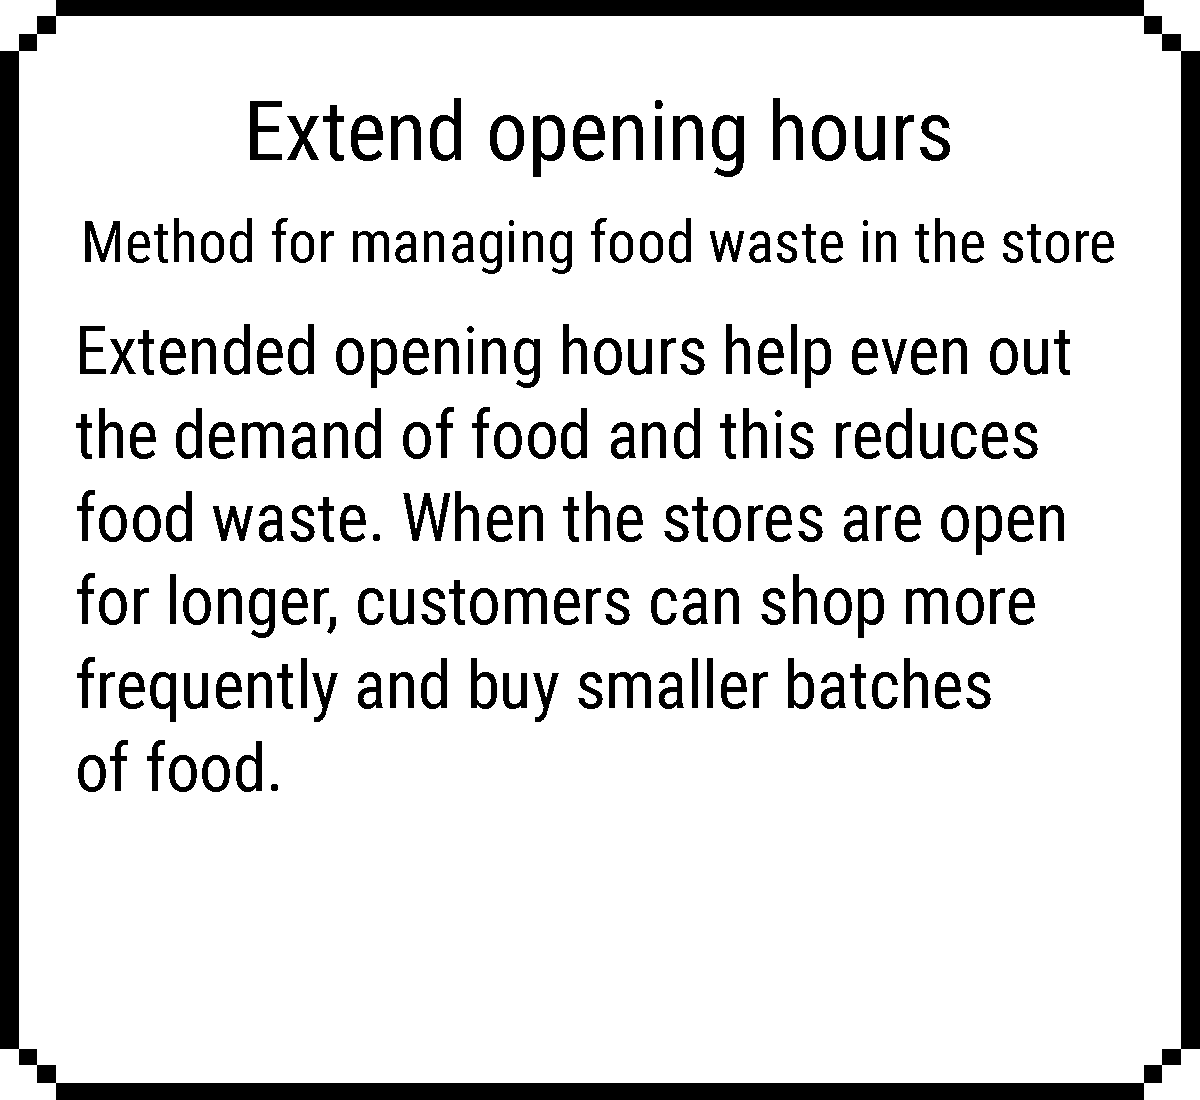 Extend opening hours
Method for managing food waste in the store
Extended opening hours help even out
the demand of food and this reduces
food waste. When the stores are open
for longer, customers can shop more
frequently and buy smaller batches
of food.